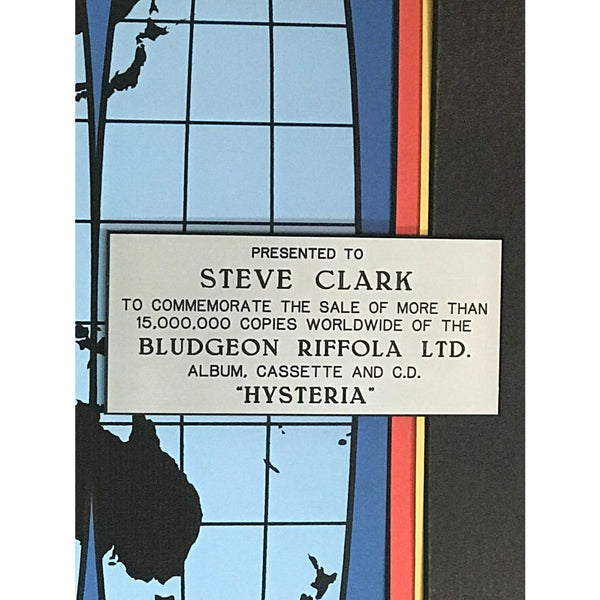 PRESENTED TO
STEVE CLARK
TO COMMEMORATE THE SALE OF MORE THAN
15,000,000 COPIES WORLDWIDE OF THE
BLUDGEON RIFFOLA LTD.
ALBUM, CASSETTE AND C.D.
"HYSTERIA"